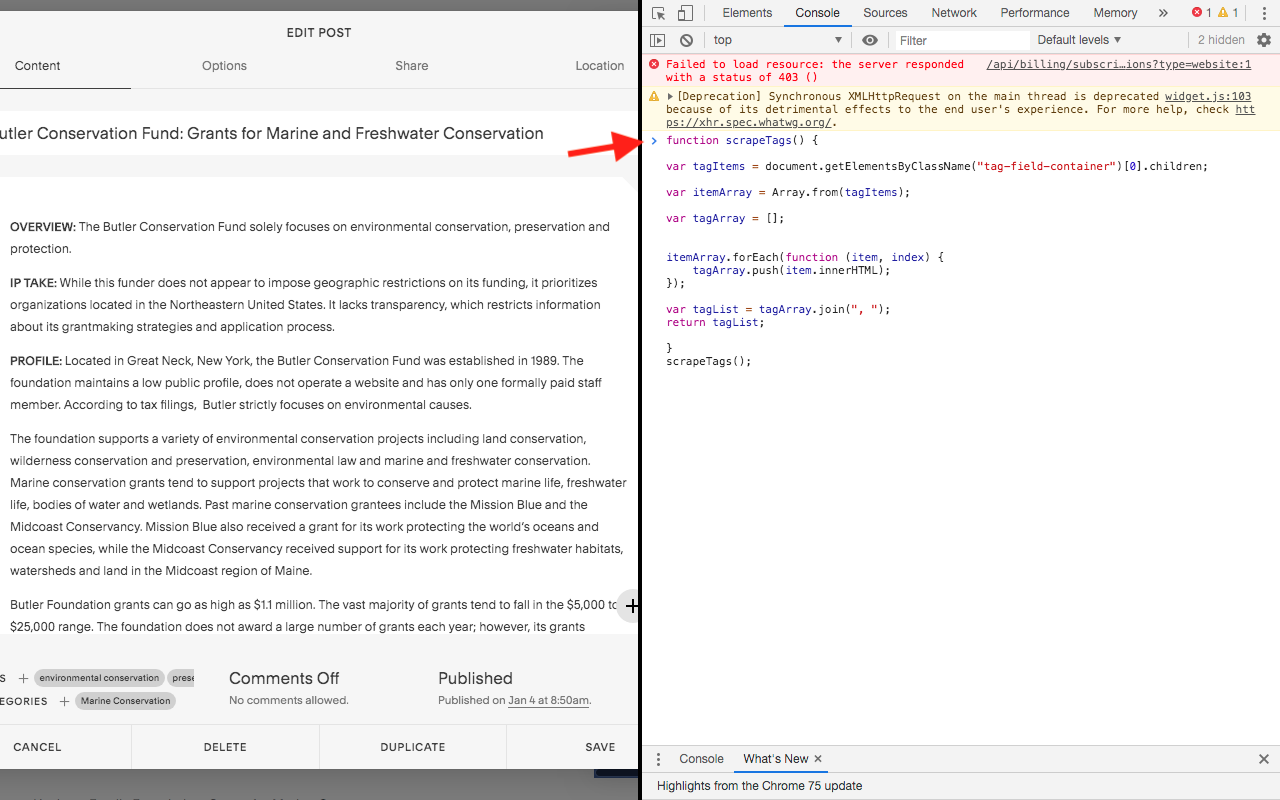 EDIT POST
Content Options Share Location
utler Conservation Fund: Grants for Marine and Freshwater Conservation
OVERVIEW: The Butler Conservation Fund solely focuses on environmental conservation, preservation and
protection.
IP TAKE: While this funder does not appear to impose geographic restrictions on its funding, it prioritizes
organizations located in the Northeastern United States. It lacks transparency, which restricts information
about its grantmaking strategies and application process.
PROFILE: Located in Great Neck, New York, the Butler Conservation Fund was established in 1989. The
foundation maintains a low public profile, does not operate a website and has only one formally paid staff
member. According to tax filings, Butler strictly focuses on environmental causes.
The foundation supports a variety of environmental conservation projects including land conservation,
wilderness conservation and preservation, environmental law and marine and freshwater conservation.
Marine conservation grants tend to support projects that work to conserve and protect marine life, freshwater
life, bodies of water and wetlands. Past marine conservation grantees include the Mission Blue and the
Midcoast Conservancy. Mission Blue also received a grant for its work protecting the world's oceans and
ocean species, while the Midcoast Conservancy received support for its work protecting freshwater habitats,
watersheds and land in the Midcoast region of Maine.
Butler Foundation grants can go as high as $1.1 million. The vast majority of grants tend to fall in the $5,000 to
$25,000 range. The foundation does not award a large number of grants each year; however, its grants
S + environmental conservation prese
EGORIES + Marine Conservation
Comments Off
No comments allowed.
Published
Published on Jan 4 at 8:50am.
CANCEL DELETE DUPLICATE SAVE
Elements Console Sources Network Performance Memory » 1 1
top Filter Default levels 2 hidden
Failed to load resource: the server responded /api/billing/subscri…ions?type=website:1
with a status of 403 ()
[Deprecation] Synchronous XMLHttpRequest on the main thread is deprecated widget.js:103
because of its detrimental effects to the end user's experience. For more help, check htt
ps://xhr.spec.whatwg.org/.
function scrapeTags() {
var tagItems = document.getElementsByClassName("tag-field-container")[0].children;
var itemArray = Array.from(tagItems);
var tagArray = [];
itemArray.forEach(function (item, index) {
tagArray.push(item.innerHTML);
});
var tagList = tagArray.join(", ");
return tagList;
}
scrapeTags();
Console What's New
Highlights from the Chrome 75 update